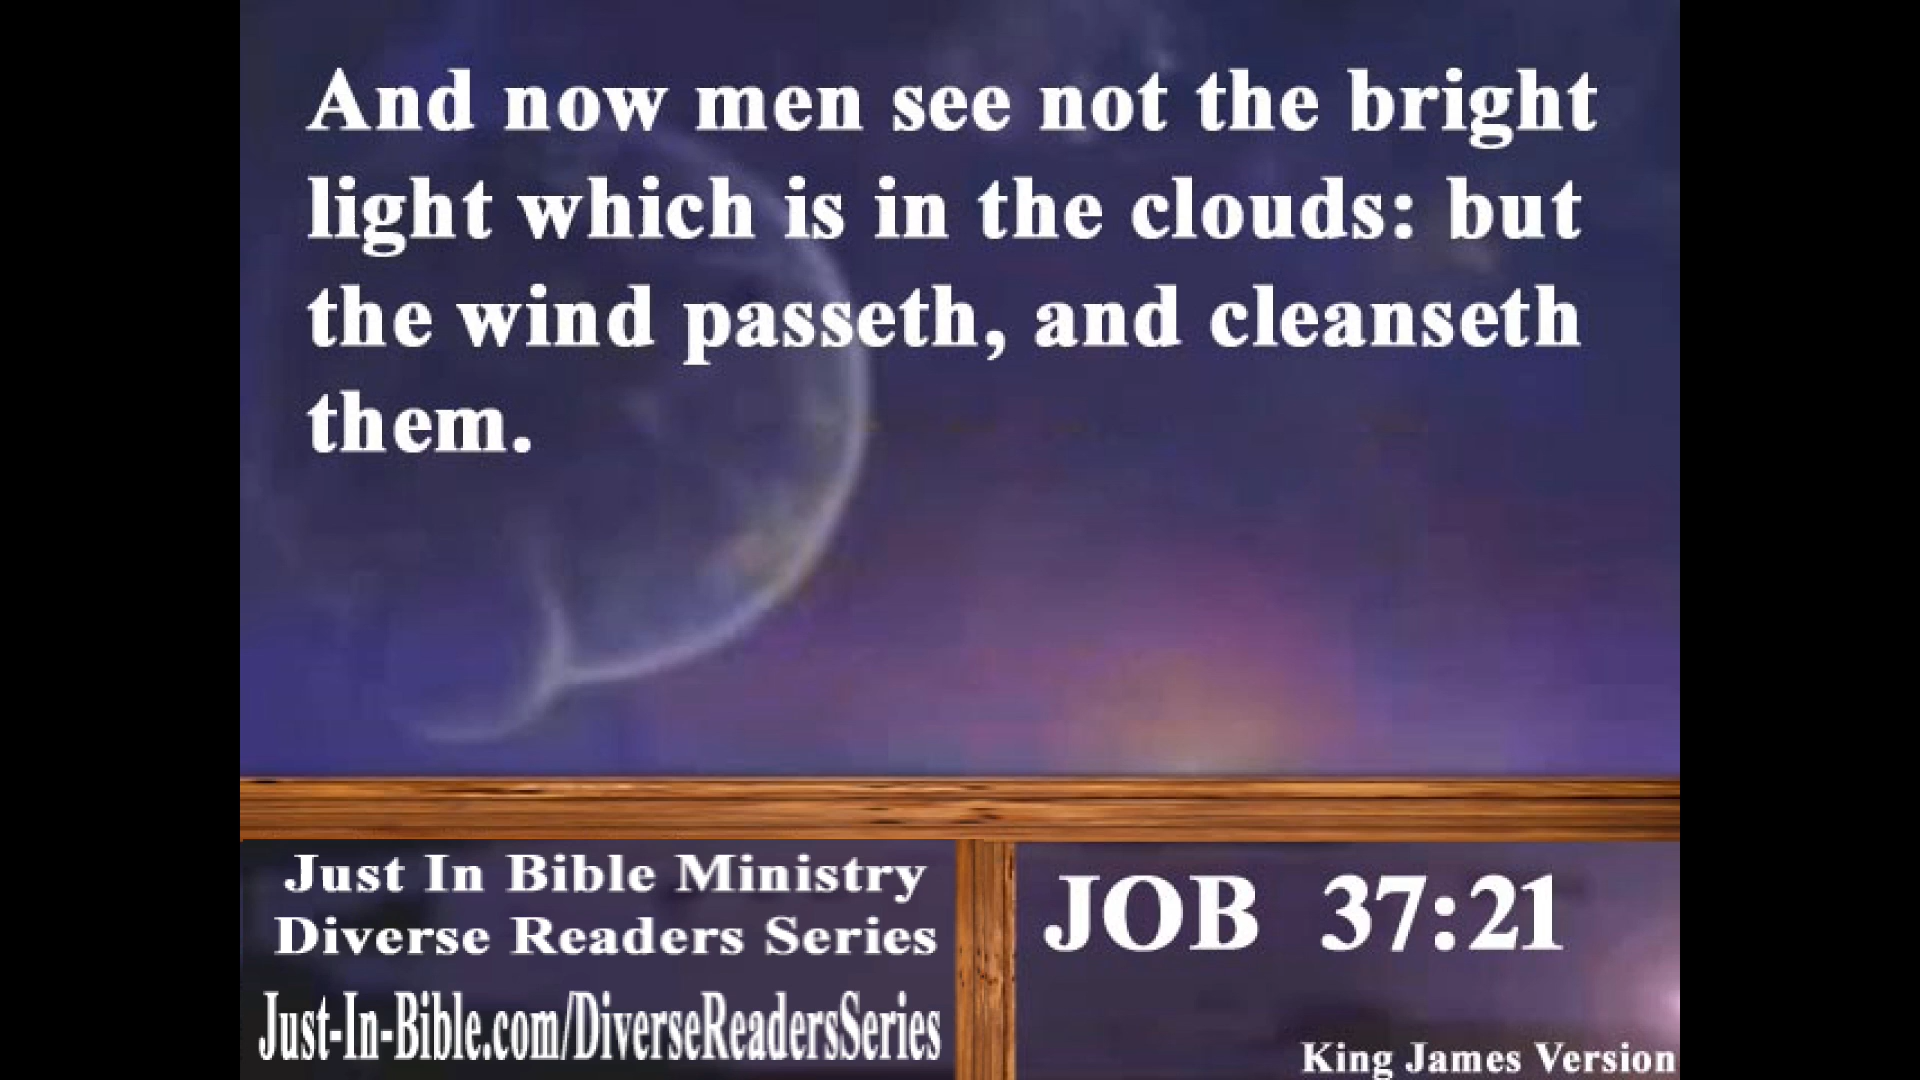 And now men see not the bright
light which is in the clouds: but
the wind passeth, and cleanseth
them.
Just In Bible Ministry
Diverse Readers Series
Just-In-Bible.com/DiverseReadersSeries
JOB 37:21
King James Version